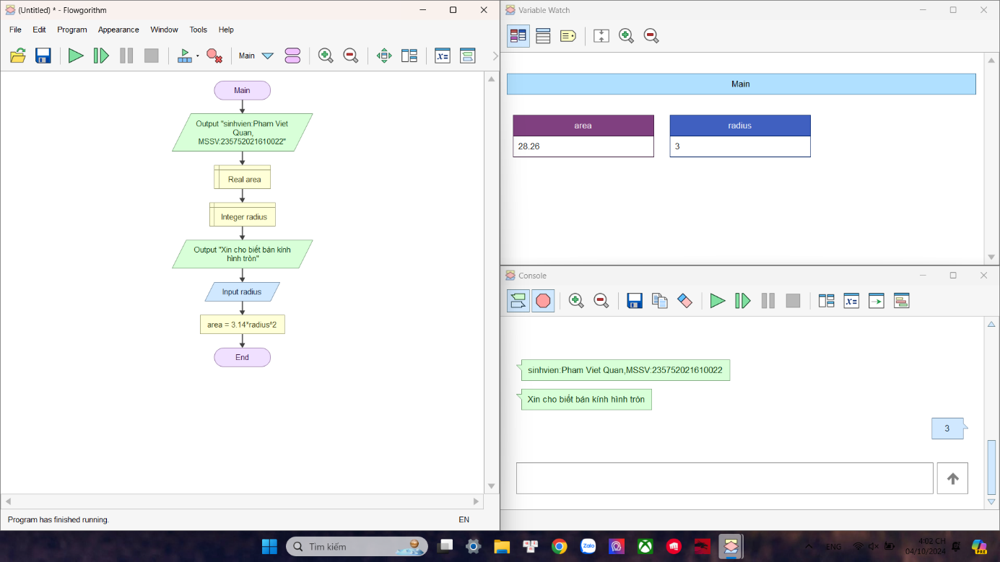 (Untitled) * - Flowgorithm
File Edit Program Appearance Window Tools Help
Main
Main
Output "sinhvien:Pham Viet
Quan,
MSSV:235752021610022"
Real area
Integer radius
Output "Xin cho biết bán kính
hình tròn"
Input radius
area = 3.14*radius^2
End
Program has finished running.
EN
Variable Watch
x=
Main
area
radius
28.26
3
Console
x=
sinhvien:Pham Viet Quan,MSSV:235752021610022
Xin cho biết bán kính hình tròn
3
Tìm kiếm
Zalo
ENG
4:02 CH
04/10/2024
PRE